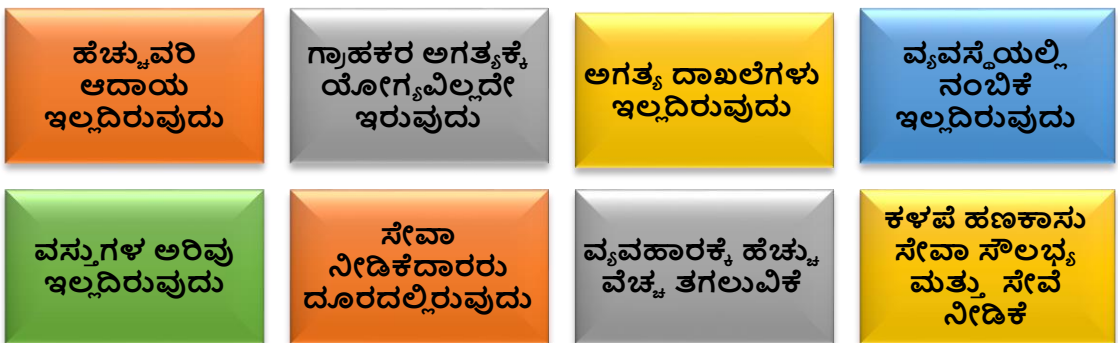 ಹೆಚ್ಚುವರಿ
ಆದಾಯ
ಇಲ್ಲದಿರುವುದು
ಗ್ರಾಹಕರ ಅಗತ್ಯಕ್ಕೆ
ಯೋಗ್ಯವಿಲ್ಲದೇ
ಇರುವುದು
ಅಗತ್ಯ ದಾಖಲೆಗಳು
ಇಲ್ಲದಿರುವುದು
ವ್ಯವಸ್ಥೆಯಲ್ಲಿ
ನಂಬಿಕೆ
ಇಲ್ಲದಿರುವುದು
ವಸ್ತುಗಳ ಅರಿವು
ಇಲ್ಲದಿರುವುದು
ಸೇವಾ
ನೀಡಿಕೆದಾರರು
ದೂರದಲ್ಲಿರುವುದು
ವ್ಯವಹಾರಕ್ಕೆ ಹೆಚ್ಚು
ವೆಚ್ಚ ತಗಲುವಿಕೆ
ಕಳಪೆ ಹಣಕಾಸು
ಸೇವಾ ಸೌಲಭ್ಯ
ಮತ್ತು ಸೇವೆ
ನೀಡಿಕೆ